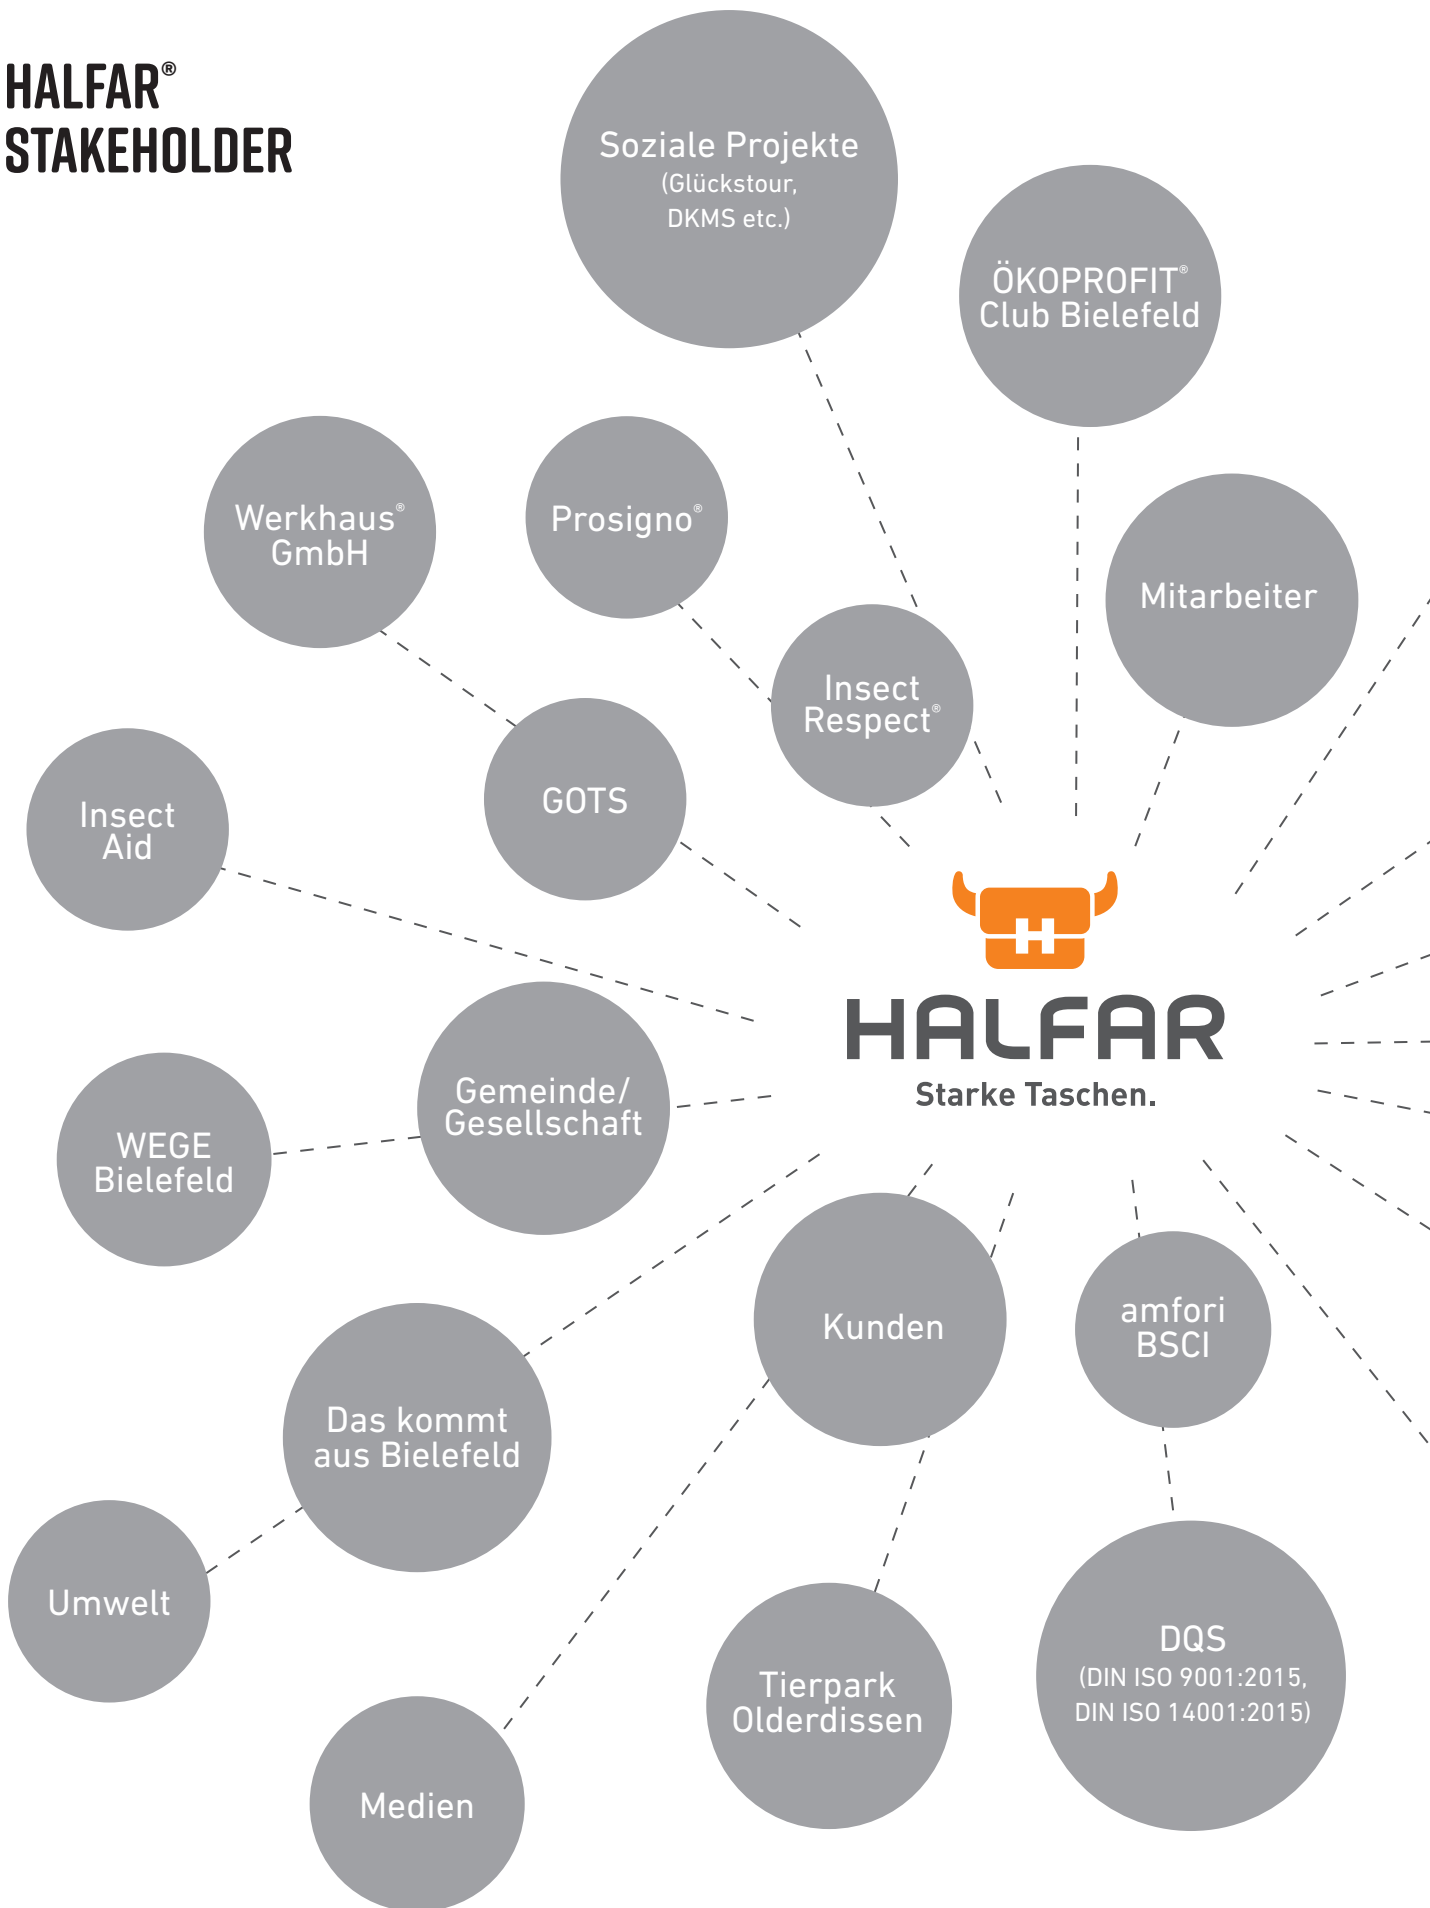 HALFAR®
STAKEHOLDER
Soziale Projekte
(Glückstour,
DKMS etc.)
ÖKOPROFIT®
Club Bielefeld
Werkhaus®
GmbH
Prosigno®
Mitarbeiter
Insect
Respect®
GOTS
Insect
Aid
H
HALFAR
Starke Taschen.
Gemeinde/
Gesellschaft
WEGE
Bielefeld
Kunden
amfori
BSCI
Das kommt
aus Bielefeld
Umwelt
DQS
(DIN ISO 9001:2015,
DIN ISO 14001:2015)
Tierpark
Olderdissen
Medien